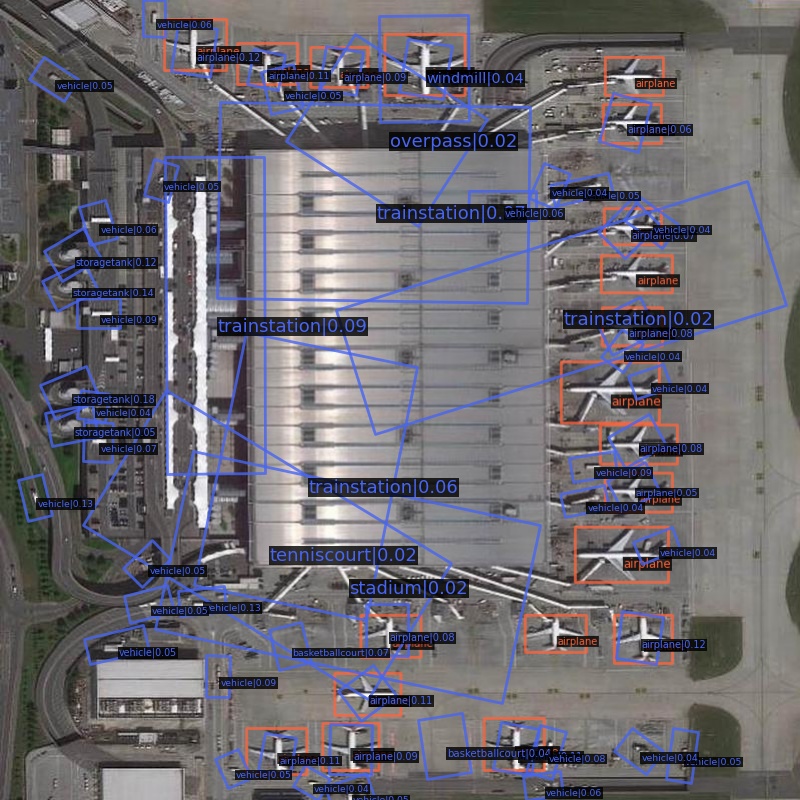 vehicle|0.06
airplane
airplane|0.12
airplane|0.11
airplane|0.09
windmill|0.04
airplane
vehicle|0.05
vehicle|0.05
airplane|0.06
overpass|0.02
vehicle|0.05
vehicle|0.04
trainstation|0.
vehicle|0.06
vehicle|0.06
vehicle|0.04
storagetank|0.12
airplane
storagetank|0.14
vehicle|0.09
trainstation|0.09
trainstation|0.02
airplane|0.08
vehicle|0.04
vehicle|0.04
storagetank|0.18
airplane
vehicle|0.04
storagetank|0.05
vehicle|0.07
airplane|0.08
vehicle|0.09
trainstation|0.06
airplane|0.05
vehicle|0.13
vehicle|0.04
tenniscourt|0.02
vehicle|0.04
airplane
vehicle|0.05
stadium|0.02
vehicle|0.05
vehicle|0.13
airplane|0.08
airplane
airplane|0.12
vehicle|0.05
basketballcourt|0.07
vehicle|0.09
airplane|0.11
airplane|0.11
airplane|0.09
basketballcourt|0.04
vehicle|0.08
vehicle|0.04
vehicle|0.05
vehicle|0.04
vehicle|0.06